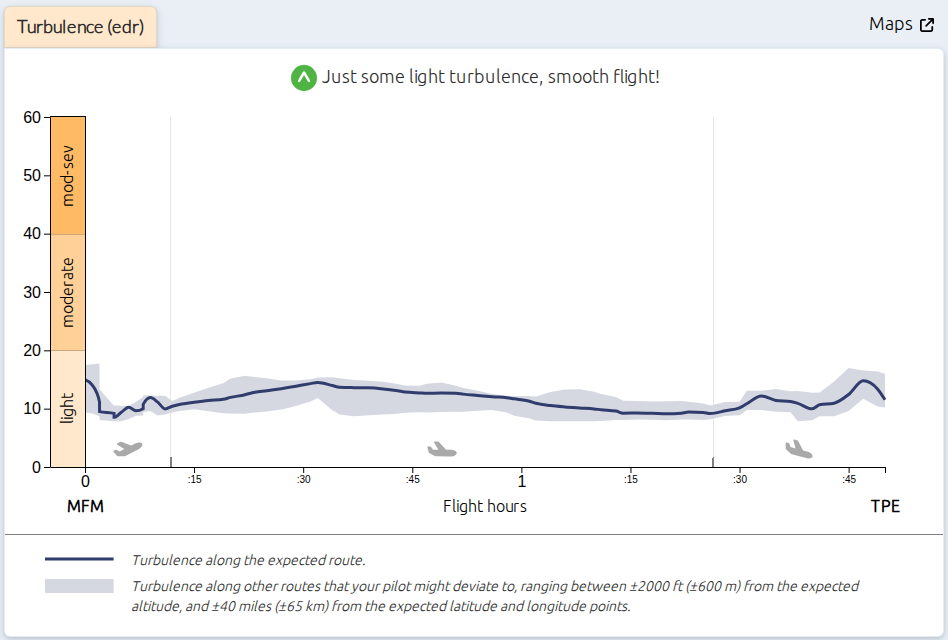 Turbulence (edr)
Maps
Just some light turbulence, smooth flight!
60
50
40
30
20
10
0
mod-sev
moderate
light
0
:15
:30
:45
1
:15
:30
:45
MFM
Flight hours
TPE
Turbulence along the expected route.
Turbulence along other routes that your pilot might deviate to, ranging between ±2000 ft (±600 m) from the expected
altitude, and ±40 miles (±65 km) from the expected latitude and longitude points.